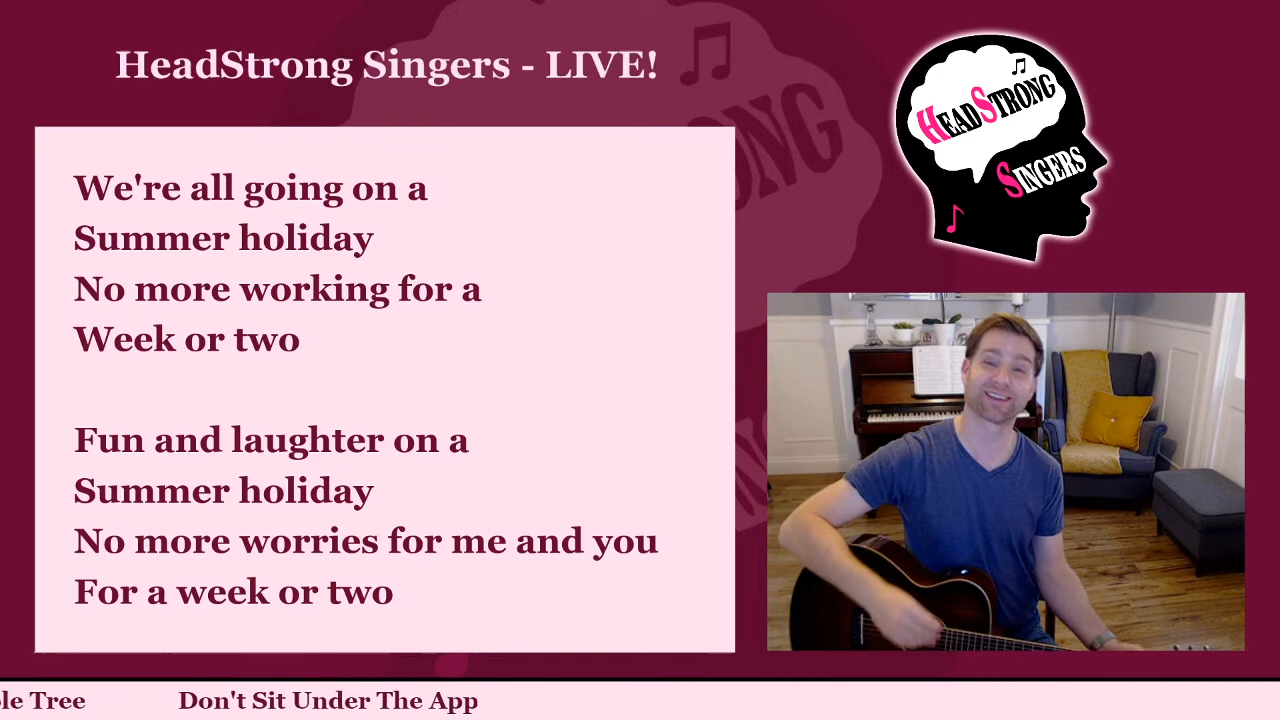 HeadStrong Singers - LIVE!
HEADSTRONG
SINGERS
We're all going on a
Summer holiday
No more working for a
Week or two
Fun and laughter on a
Summer holiday
No more worries for me and you
For a week or two
Tree Don't Sit Under The App